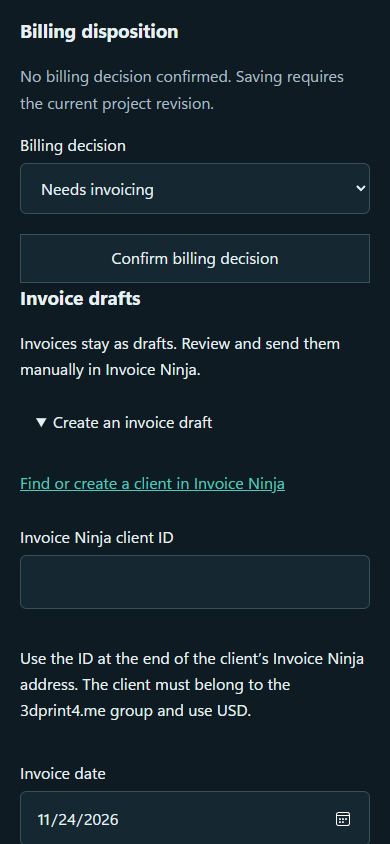 Billing disposition
No billing decision confirmed. Saving requires
the current project revision.
Billing decision
Needs invoicing
Confirm billing decision
Invoice drafts
Invoices stay as drafts. Review and send them
manually in Invoice Ninja.
▼ Create an invoice draft
Find or create a client in Invoice Ninja
Invoice Ninja client ID
Use the ID at the end of the client’s Invoice Ninja
address. The client must belong to the
3dprint4.me group and use USD.
Invoice date
11/24/2026